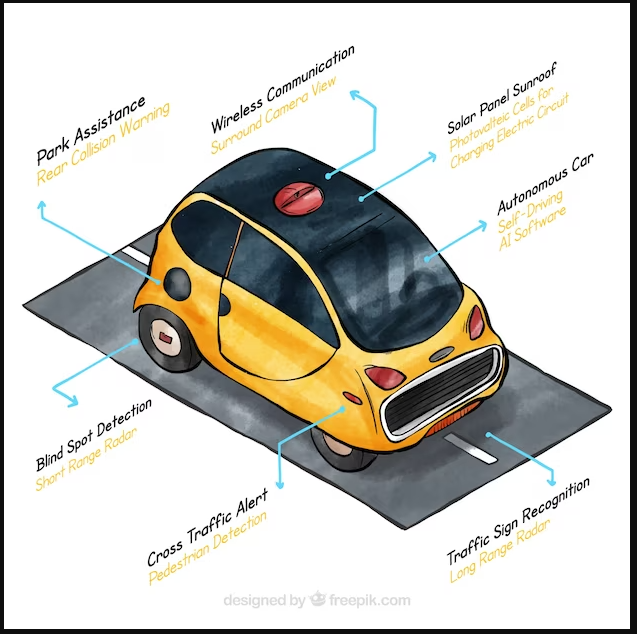 Park Assistance
Rear Collision Warning
Wireless Communication
Surround Camera View
Solar Panel Sunroof
Photovalteic Cells for
Charging Electric Circuit
Autonomous Car
Self-Driving
AI Software
Blind Spot Detection
Short Range Radar
Cross Traffic Alert
Pedestrian Detection
Traffic Sign Recognition
Long Range Radar
designed by freepik.com